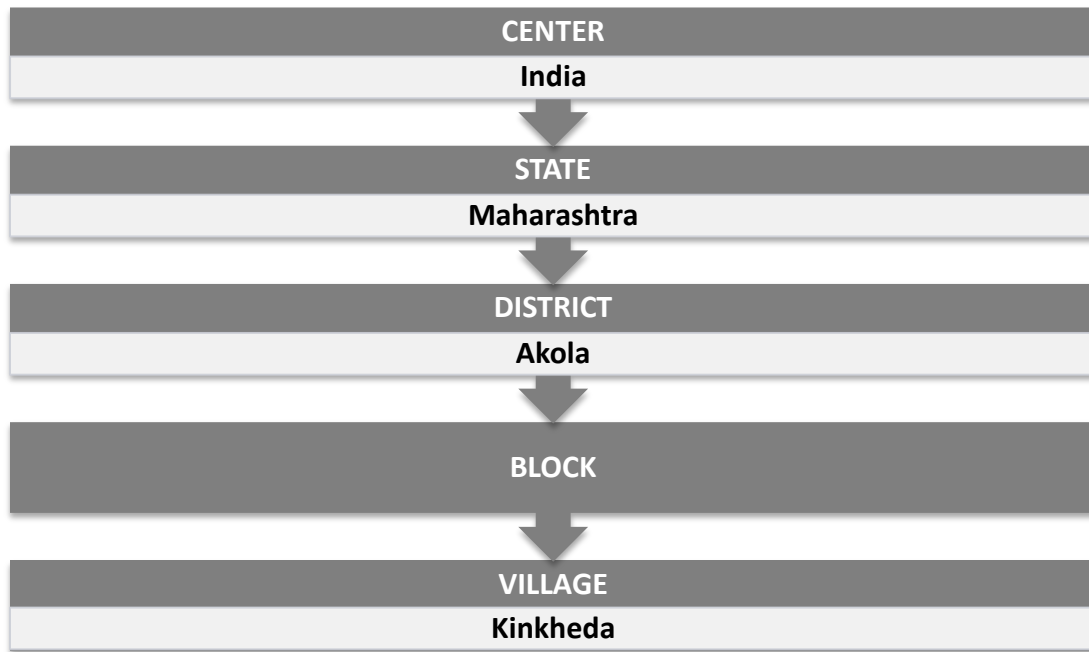 CENTER
India
STATE
Maharashtra
DISTRICT
Akola
BLOCK
VILLAGE
Kinkheda